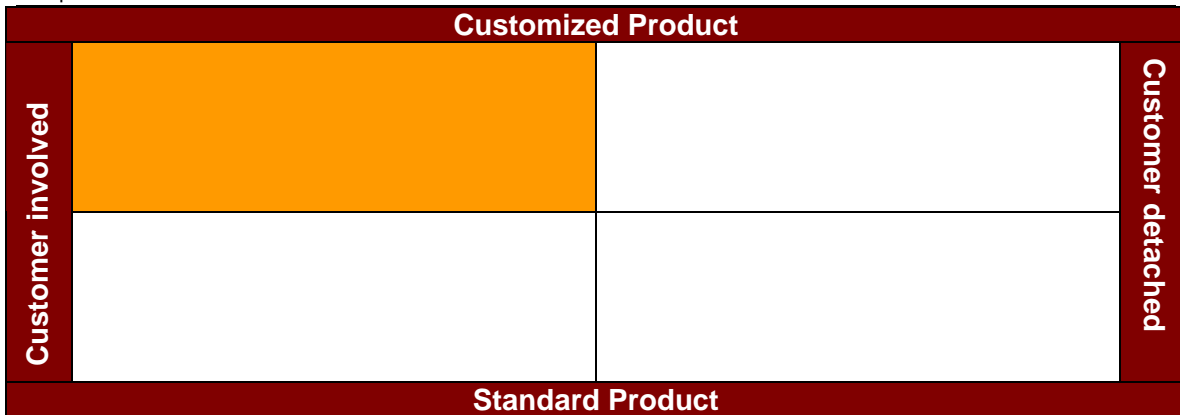 Customized Product
Customer involved
Customer detached
Standard Product